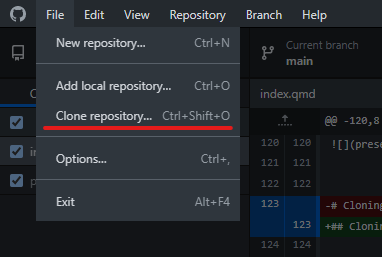 File Edit View Repository Branch Help
New repository... Ctrl+N
Add local repository... Ctrl+O
Clone repository... Ctrl+Shift+O
Options... Ctrl+,
Exit Alt+F4
Current branch
main
index.qmd
@@ -120,8
120 120 ![](prese
121 121
122 122
123 -# Cloning
123 +## Clonin
124 124